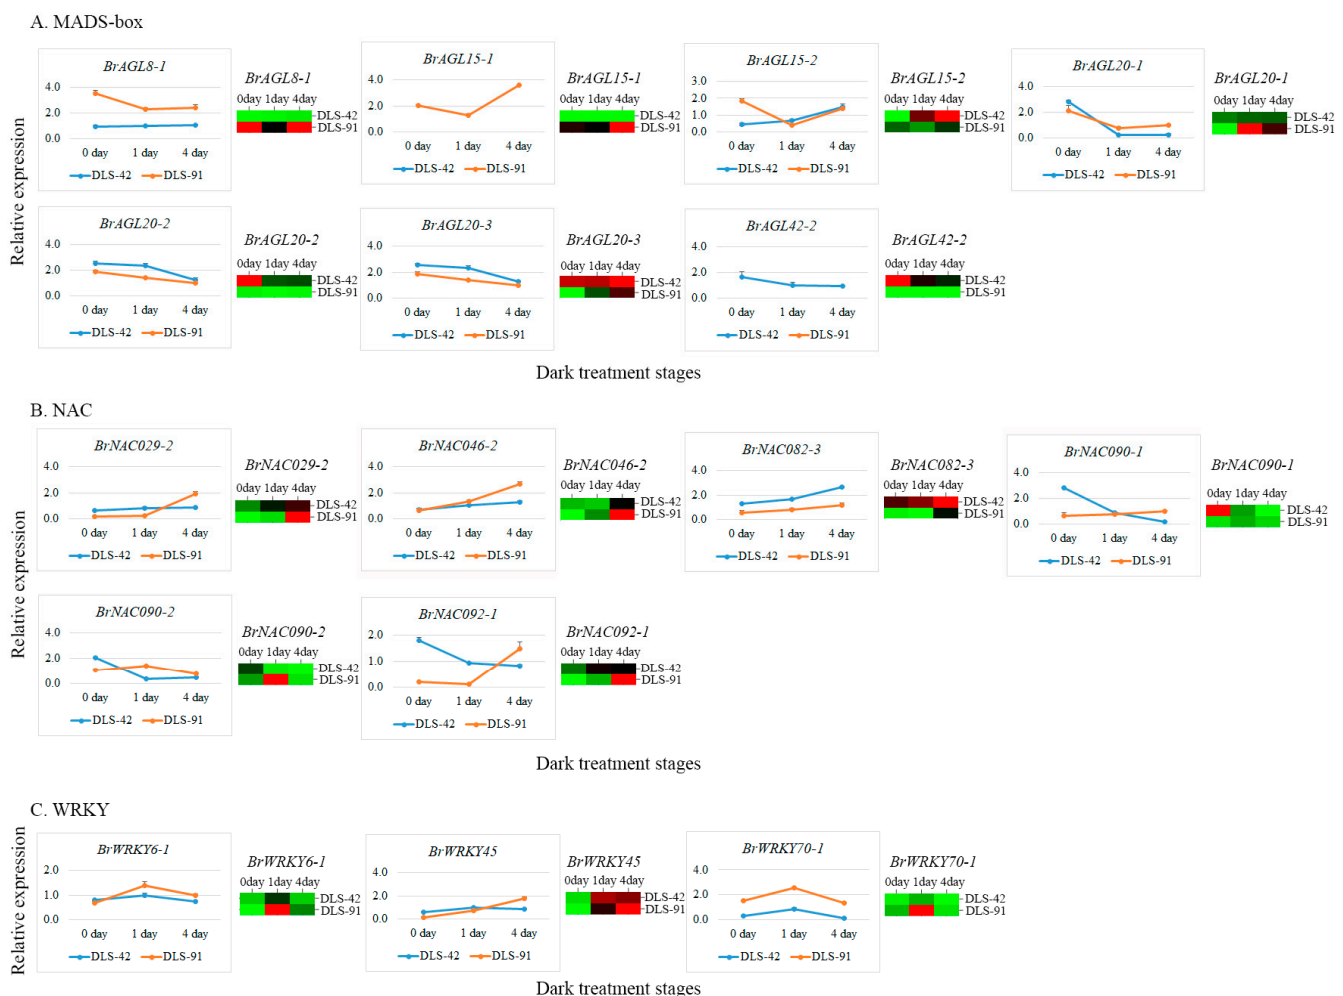 A. MADS-box
Relative expression
BrAGL8-1
4.0
2.0
0.0
0 day 1 day 4 day
DLS-42 DLS-91
BrAGL8-1
0day 1day 4day
DLS-42
DLS-91
BrAGL15-1
4.0
2.0
0.0
0 day 1 day 4 day
DLS-42 DLS-91
BrAGL15-1
0day 1day 4day
DLS-42
DLS-91
BrAGL15-2
3.0
2.0
1.0
0.0
0 day 1 day 4 day
DLS-42 DLS-91
BrAGL15-2
0day 1day 4day
DLS-42
DLS-91
BrAGL20-1
4.0
2.0
0.0
0 day 1 day 4 day
DLS-42 DLS-91
BrAGL20-1
0day 1day 4day
DLS-42
DLS-91
BrAGL20-2
4.0
2.0
0.0
0 day 1 day 4 day
DLS-42 DLS-91
BrAGL20-2
0day 1day 4day
DLS-42
DLS-91
BrAGL20-3
4.0
2.0
0.0
0 day 1 day 4 day
DLS-42 DLS-91
BrAGL20-3
0day 1day 4day
DLS-42
DLS-91
BrAGL42-2
4.0
2.0
0.0
0 day 1 day 4 day
DLS-42 DLS-91
BrAGL42-2
0day 1day 4day
DLS-42
DLS-91
Dark treatment stages
B. NAC
Relative expression
BrNAC029-2
4.0
2.0
0.0
0 day 1 day 4 day
DLS-42 DLS-91
BrNAC029-2
0day 1day 4day
DLS-42
DLS-91
BrNAC046-2
4.0
2.0
0.0
0 day 1 day 4 day
DLS-42 DLS-91
BrNAC046-2
0day 1day 4day
DLS-42
DLS-91
BrNAC082-3
4.0
2.0
0.0
0 day 1 day 4 day
DLS-42 DLS-91
BrNAC082-3
0day 1day 4day
DLS-42
DLS-91
BrNAC090-1
4.0
2.0
0.0
0 day 1 day 4 day
DLS-42 DLS-91
BrNAC090-1
0day 1day 4day
DLS-42
DLS-91
BrNAC090-2
4.0
2.0
0.0
0 day 1 day 4 day
DLS-42 DLS-91
BrNAC090-2
0day 1day 4day
DLS-42
DLS-91
BrNAC092-1
2.0
1.0
0.0
0 day 1 day 4 day
DLS-42 DLS-91
BrNAC092-1
0day 1day 4day
DLS-42
DLS-91
Dark treatment stages
C. WRKY
Relative expression
BrWRKY6-1
2.0
1.0
0.0
0 day 1 day 4 day
DLS-42 DLS-91
BrWRKY6-1
0day 1day 4day
DLS-42
DLS-91
BrWRKY45
4.0
2.0
0.0
0 day 1 day 4 day
DLS-42 DLS-91
BrWRKY45
0day 1day 4day
DLS-42
DLS-91
BrWRKY70-1
4.0
2.0
0.0
0 day 1 day 4 day
DLS-42 DLS-91
BrWRKY70-1
0day 1day 4day
DLS-42
DLS-91
Dark treatment stages